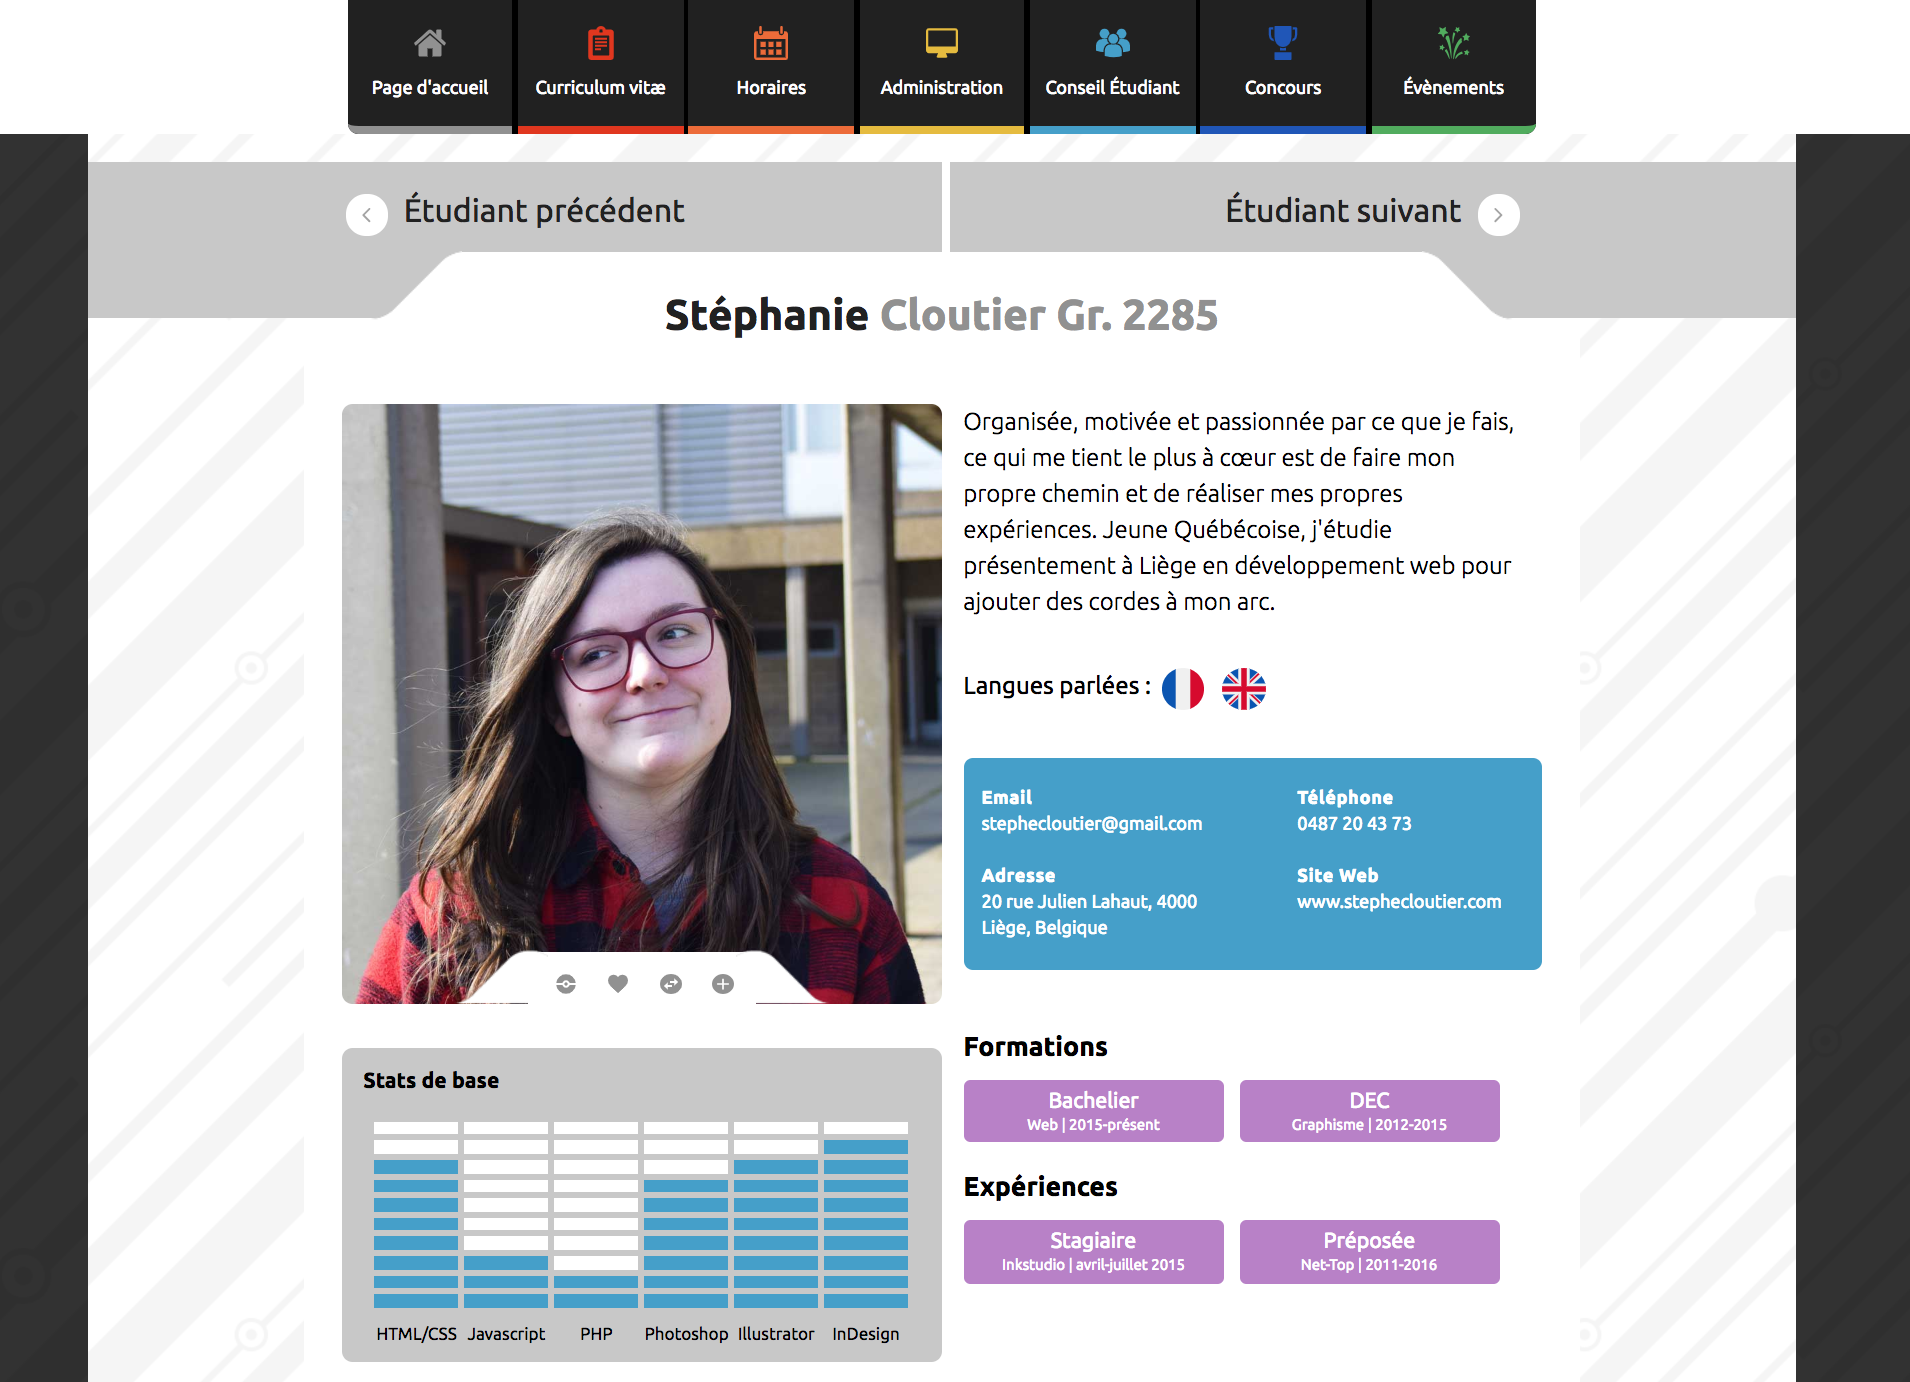 Page d'accueil
Curriculum vitæ
Horaires
Administration
Conseil Étudiant
Concours
Évènements
Étudiant précédent
Étudiant suivant
Stéphanie Cloutier Gr. 2285
Organisée, motivée et passionnée par ce que je fais,
ce qui me tient le plus à cœur est de faire mon
propre chemin et de réaliser mes propres
expériences. Jeune Québécoise, j'étudie
présentement à Liège en développement web pour
ajouter des cordes à mon arc.
Langues parlées :
Email
stephecloutier@gmail.com
Téléphone
0487 20 43 73
Adresse
20 rue Julien Lahaut, 4000
Liège, Belgique
Site Web
www.stephecloutier.com
Stats de base
HTML/CSS
Javascript
PHP
Photoshop
Illustrator
InDesign
Formations
Bachelier
Web | 2015-présent
DEC
Graphisme | 2012-2015
Expériences
Stagiaire
Inkstudio | avril-juillet 2015
Préposée
Net-Top | 2011-2016